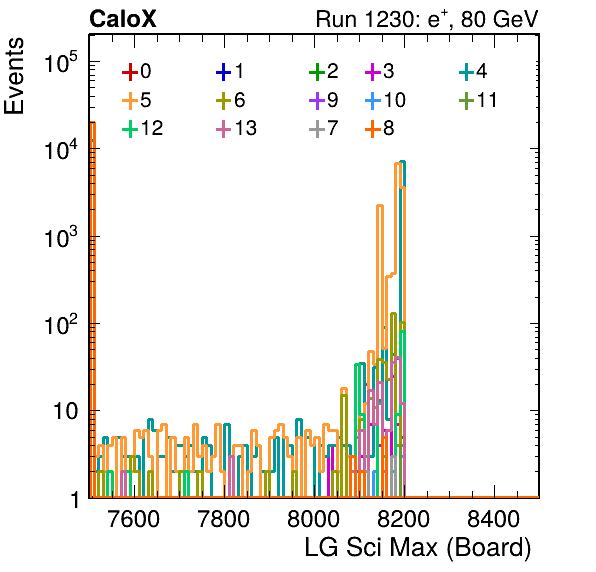 CaloX Run 1230: e⁺, 80 GeV
Events
10⁵
10⁴
10³
10²
10
1
0 1 2 3 4
5 6 9 10 11
12 13 7 8
7600 7800 8000 8200 8400
LG Sci Max (Board)